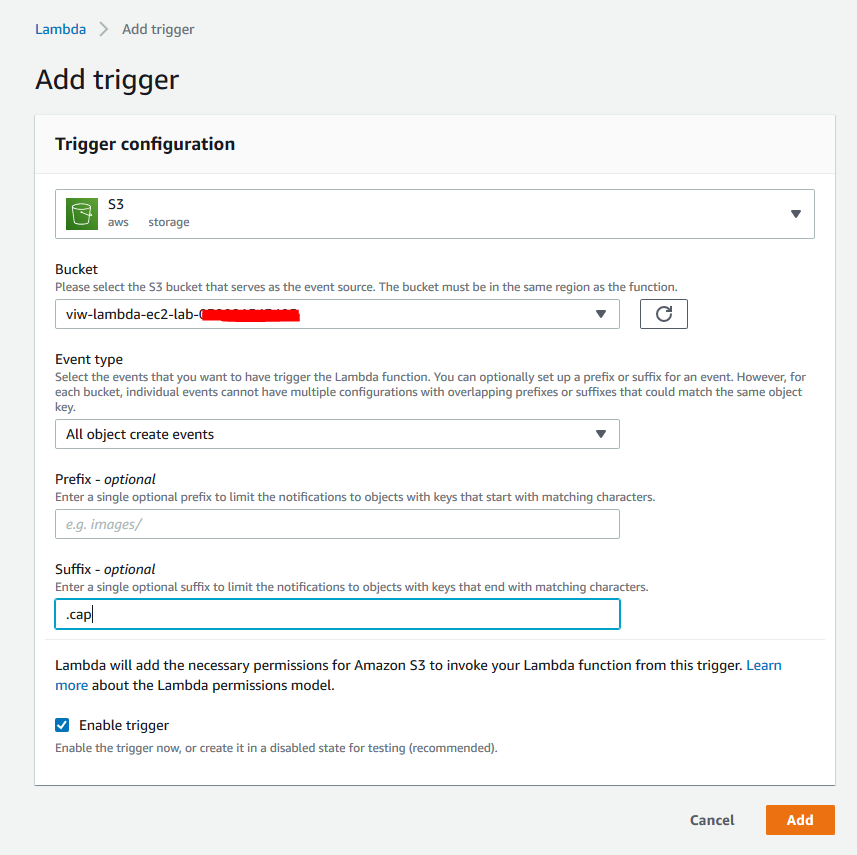 Lambda > Add trigger
Add trigger
Trigger configuration
S3
aws storage
Bucket
Please select the S3 bucket that serves as the event source. The bucket must be in the same region as the function.
viw-lambda-ec2-lab-
Event type
Select the events that you want to have trigger the Lambda function. You can optionally set up a prefix or suffix for an event. However, for
each bucket, individual events cannot have multiple configurations with overlapping prefixes or suffixes that could match the same object
key.
All object create events
Prefix - optional
Enter a single optional prefix to limit the notifications to objects with keys that start with matching characters.
e.g. images/
Suffix - optional
Enter a single optional suffix to limit the notifications to objects with keys that end with matching characters.
.cap
Lambda will add the necessary permissions for Amazon S3 to invoke your Lambda function from this trigger. Learn
more about the Lambda permissions model.
Enable trigger
Enable the trigger now, or create it in a disabled state for testing (recommended).
Cancel Add